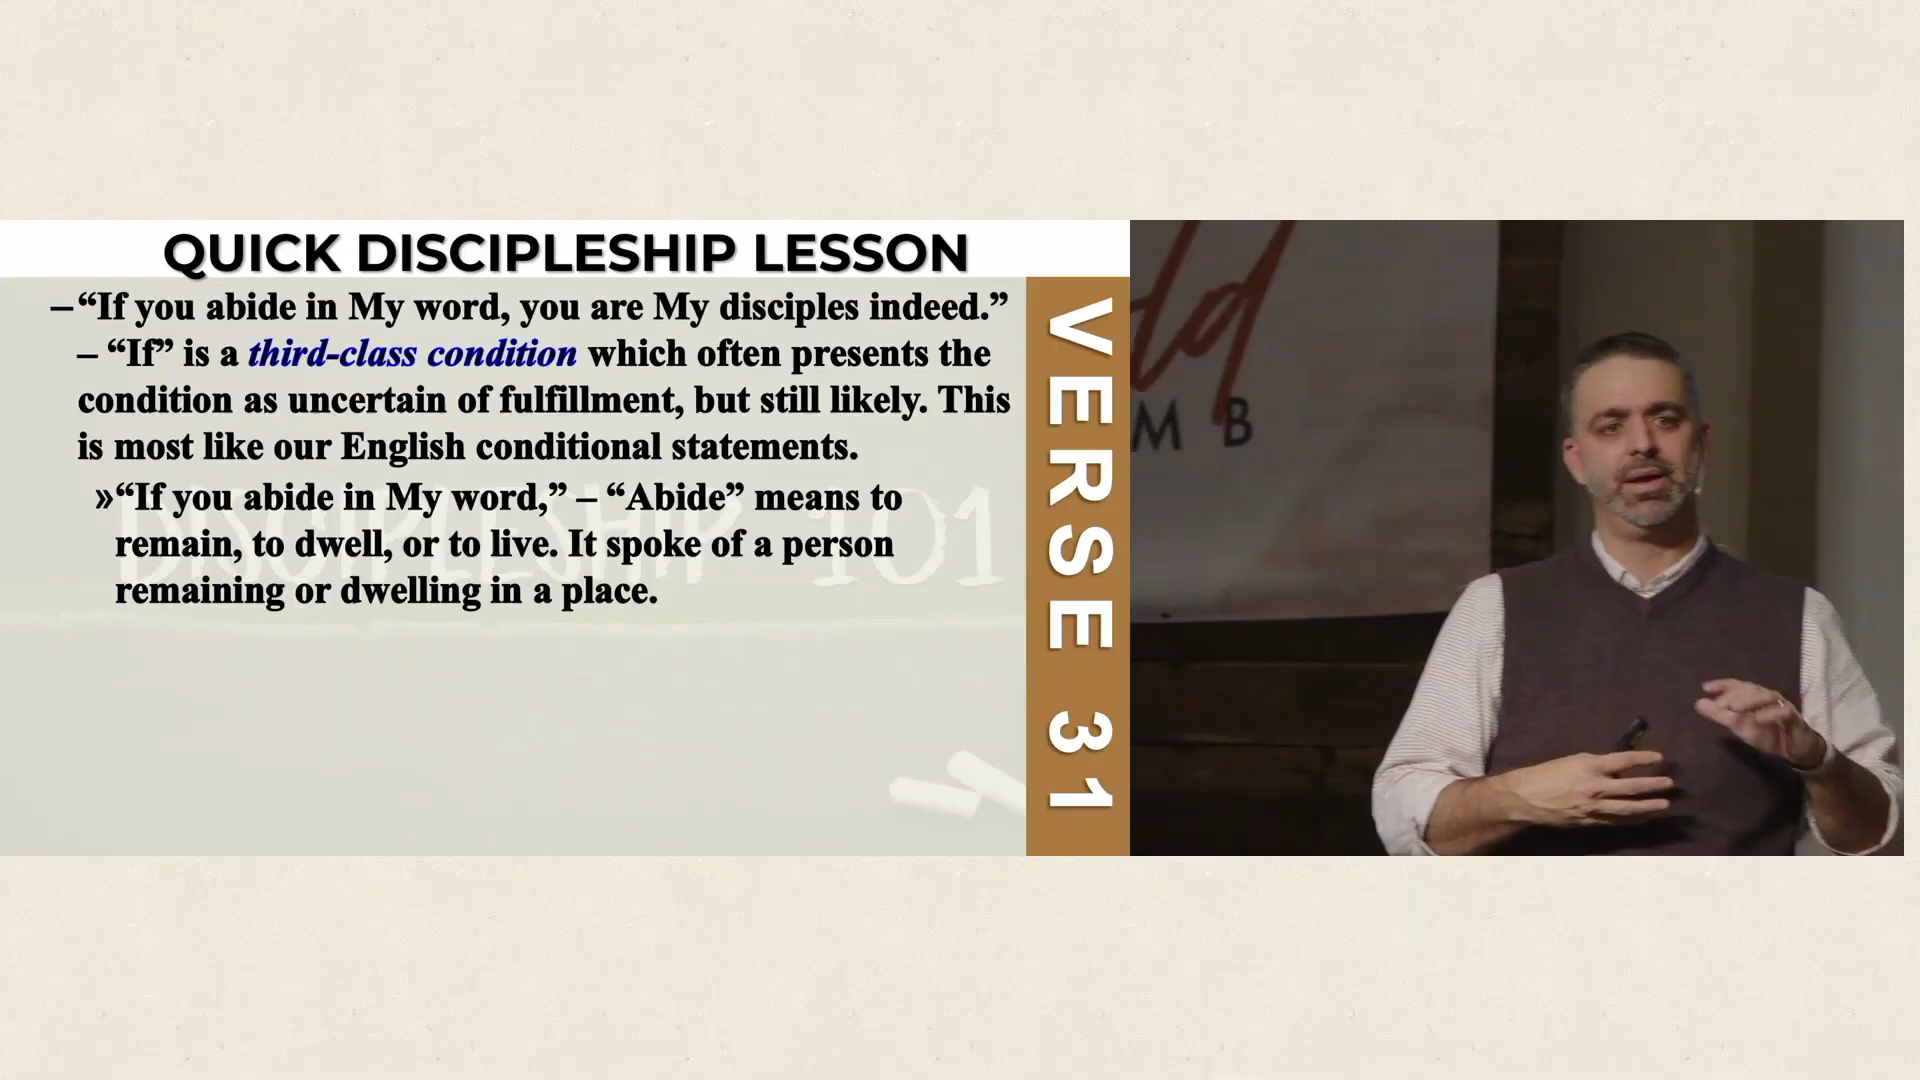 QUICK DISCIPLESHIP LESSON
– “If you abide in My word, you are My disciples indeed.”
– “If” is a third-class condition which often presents the
condition as uncertain of fulfillment, but still likely. This
is most like our English conditional statements.
» “If you abide in My word,” – “Abide” means to
remain, to dwell, or to live. It spoke of a person
remaining or dwelling in a place.
DISCIPLESHIP 101
VERSE 31
M B